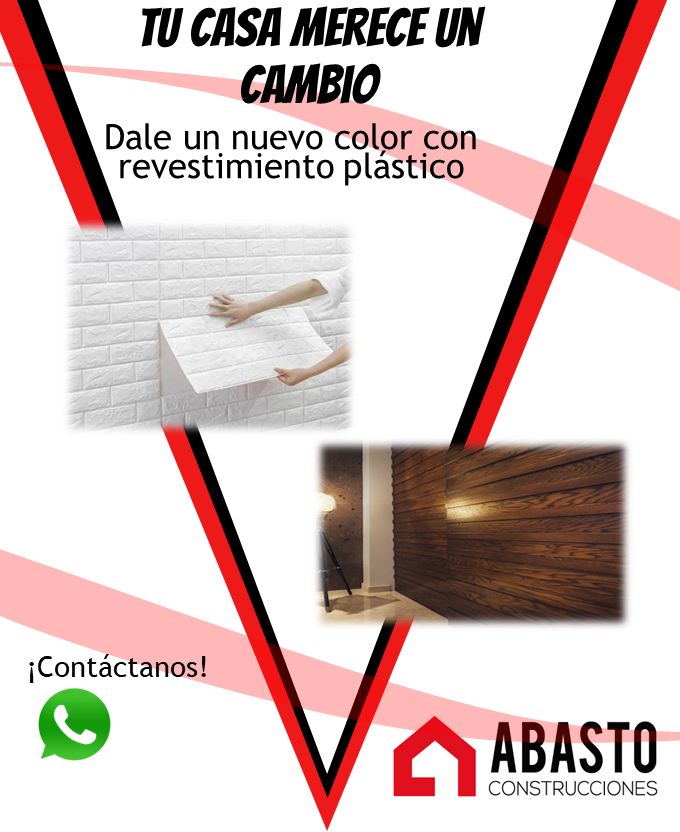 TU CASA MERECE UN
CAMBIO
Dale un nuevo color con
revestimiento plástico
¡Contáctanos!
ABASTO
CONSTRUCCIONES